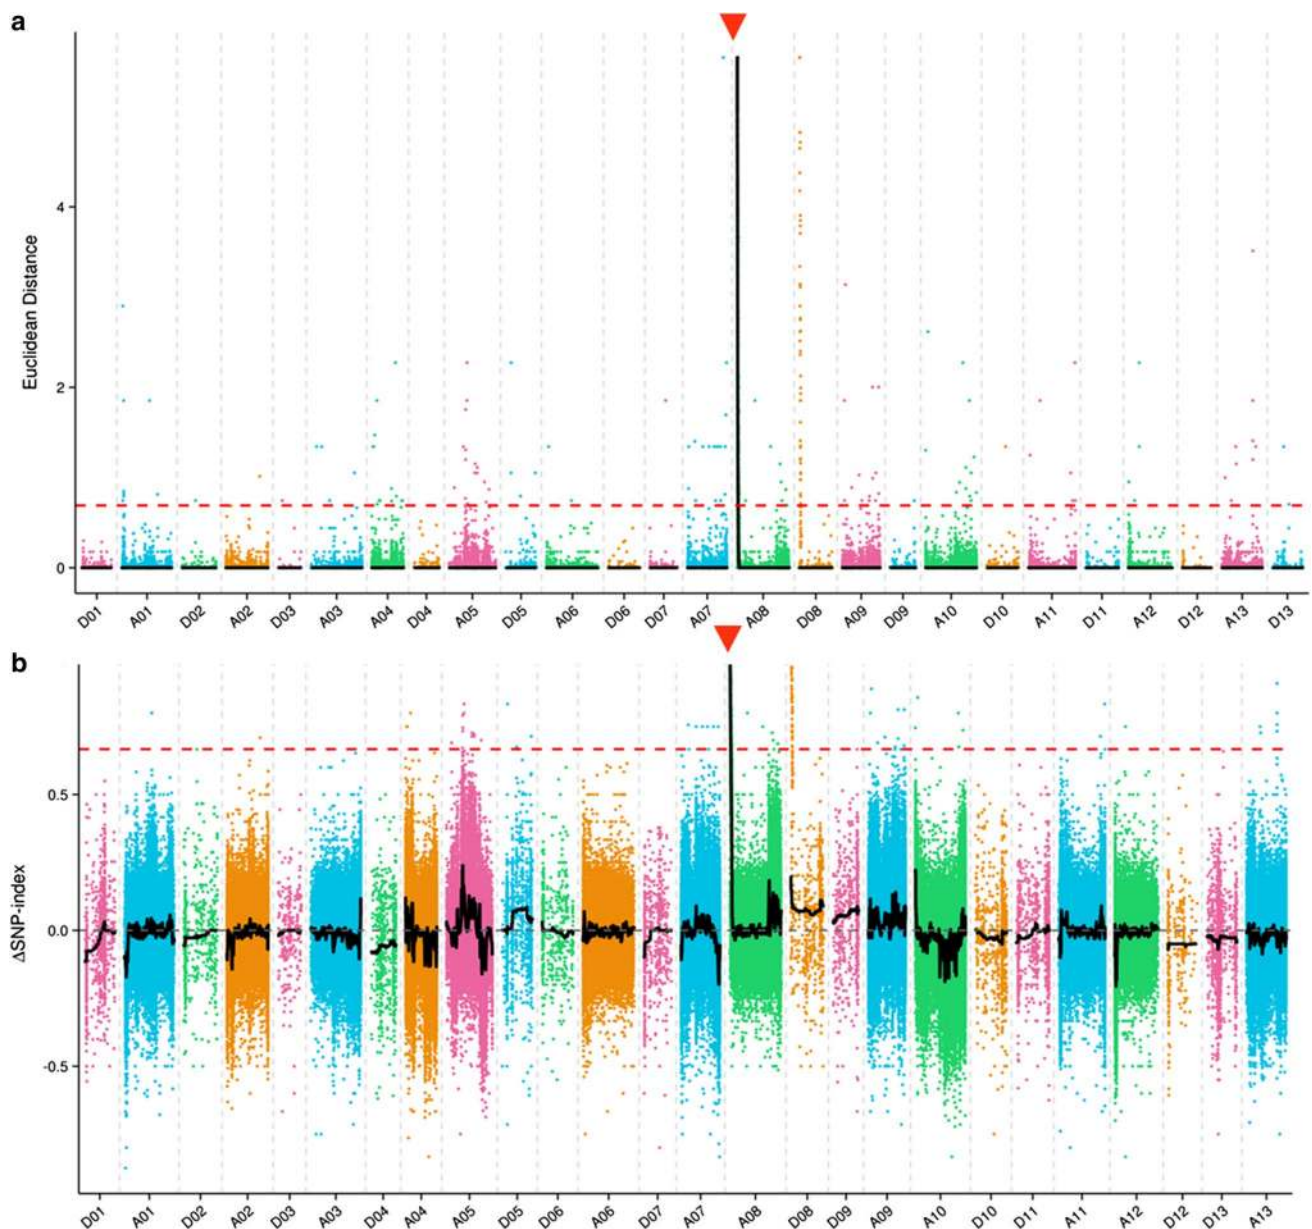 a
Euclidean Distance
4
2
0
D01 A01 D02 A02 D03 A03 A04 D04 A05 D05 A06 D06 D07 A07 A08 D08 A09 D09 A10 D10 A11 D11 A12 D12 A13 D13
b
ΔSNP-index
0.5
0.0
-0.5
D01 A01 D02 A02 D03 A03 D04 A04 A05 D05 D06 A06 D07 A07 A08 D08 D09 A09 A10 D10 D11 A11 A12 D12 D13 A13